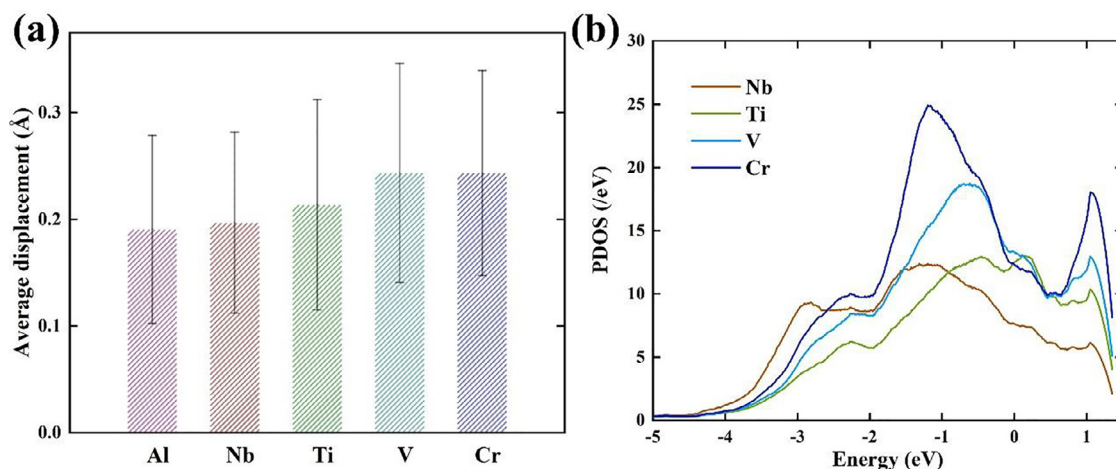 (a)
Average displacement (Å)
0.3
0.2
0.1
0.0
Al Nb Ti V Cr
(b)
PDOS (/eV)
30
25
20
15
10
5
0
Nb
Ti
V
Cr
-5 -4 -3 -2 -1 0 1
Energy (eV)